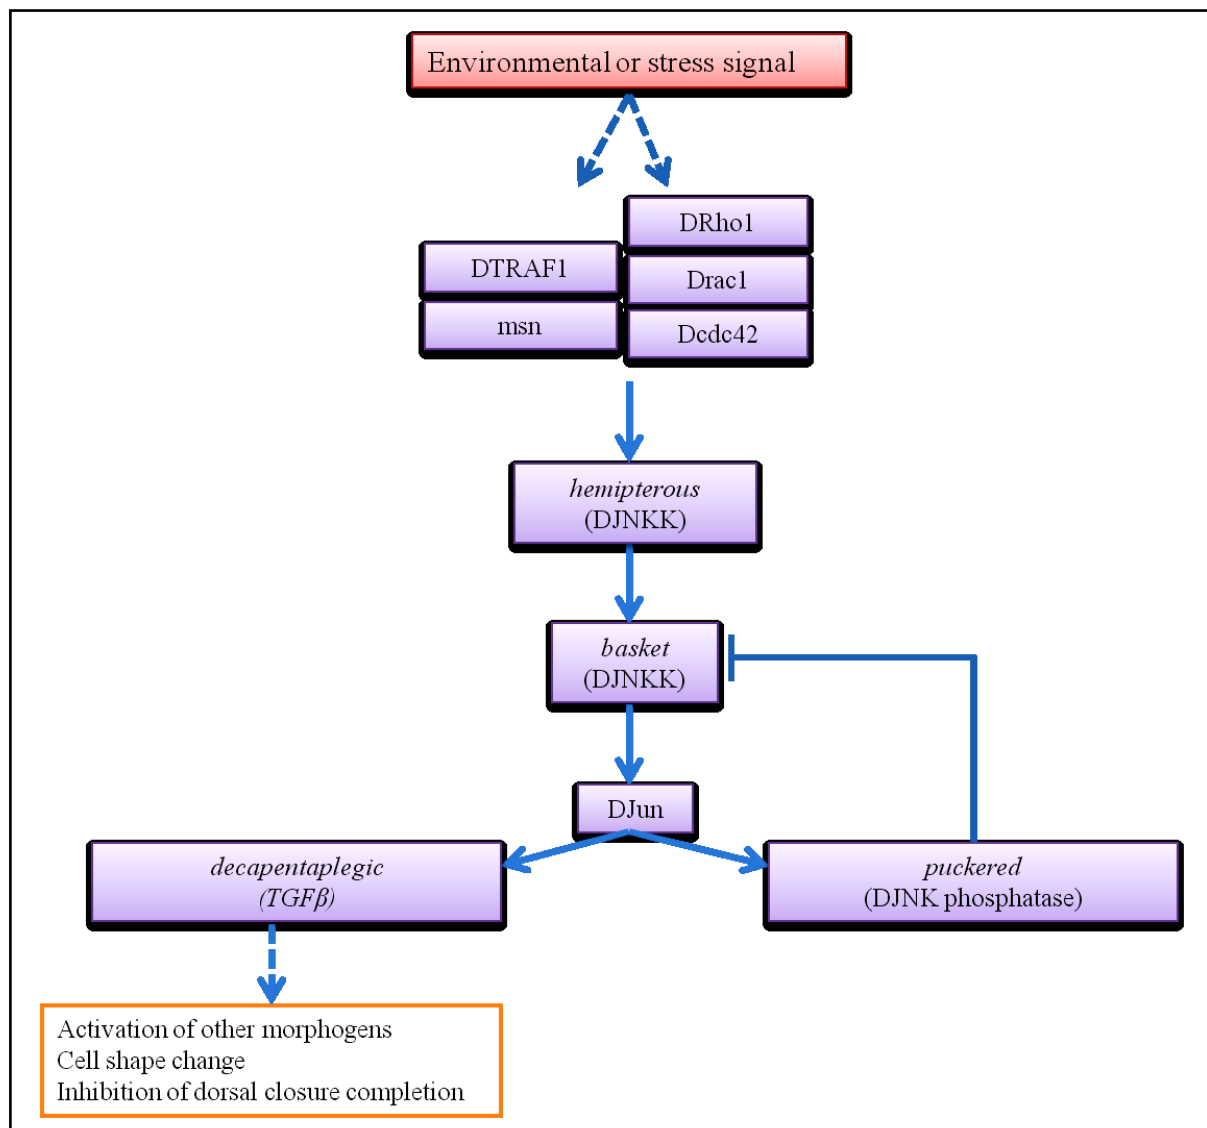 Environmental or stress signal
DRho1
DTRAF1
Drac1
msn
Dcdc42
hemipterous
(DJNKK)
basket
(DJNKK)
DJun
decapentaplegic
(TGFβ)
puckered
(DJNK phosphatase)
Activation of other morphogens
Cell shape change
Inhibition of dorsal closure completion